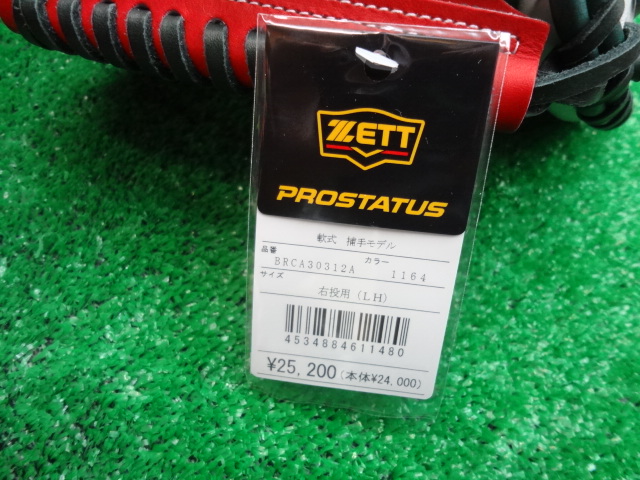 ZETT
PROSTATUS
軟式 捕手モデル
品番 カラー
BRCA30312A 1164
サイズ
右投用(LH)
4534884611480
¥25,200(本体¥24,000)